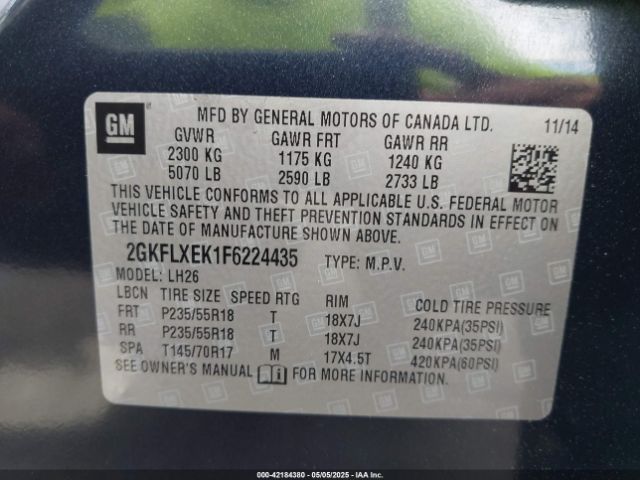 GM
MFD BY GENERAL MOTORS OF CANADA LTD. 11/14
GVWR GAWR FRT GAWR RR
2300 KG 1175 KG 1240 KG
5070 LB 2590 LB 2733 LB
THIS VEHICLE CONFORMS TO ALL APPLICABLE U.S. FEDERAL MOTOR
VEHICLE SAFETY AND THEFT PREVENTION STANDARDS IN EFFECT ON
THE DATE OF MANUFACTURE SHOWN ABOVE.
2GKFLXEK1F6224435 TYPE: M.P.V.
MODEL: LH26
LBCN TIRE SIZE SPEED RTG RIM COLD TIRE PRESSURE
FRT P235/55R18 T 18X7J 240KPA(35PSI)
RR P235/55R18 T 18X7J 240KPA(35PSI)
SPA T145/70R17 M 17X4.5T 420KPA(60PSI)
SEE OWNER'S MANUAL FOR MORE INFORMATION.
000-42184380 - 05/05/2025 - IAAI.com